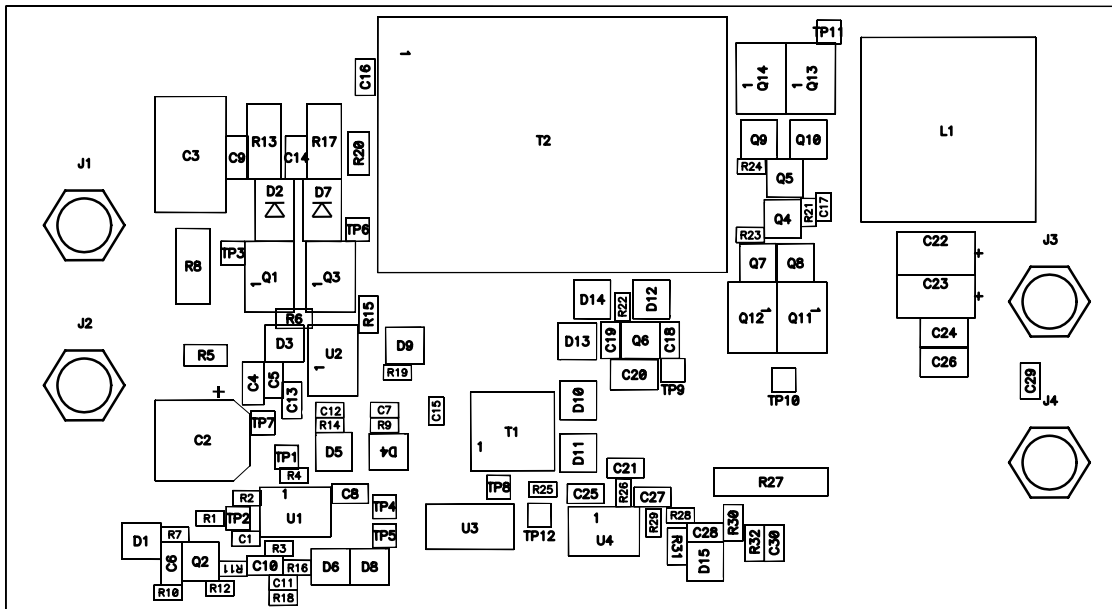 TP11
C16
1
1 Q14
1 Q13
C3
C9
R13
C14
R17
R20
T2
Q9
Q10
L1
J1
R24
Q5
D2
D7
R21
C17
Q4
TP6
R23
TP3
R8
1 Q1
1 Q3
Q7
Q8
C22 +
J3
C23 +
D14
R22
D12
R15
J2
R6
Q12 1
Q11 1
D13
C19
Q6
C18
C24
D3
U2
1
D9
R5
C26
C4
C5
R19
C20
TP9
C29
TP10
+
C13
C12
C7
C15
D10
J4
R14
R9
TP7
C2
T1
1
D5
D4
D11
TP1
R4
C21
R27
TP8
R25
C25
R26
C27
R2
1
C8
TP4
R1
TP2
U1
U3
TP12
1
U4
R29
R28
R30
D1
R7
C1
TP5
C28
R32
C30
R3
R31
D15
C6
Q2
R11
C10
R16
D6
D8
R10
R12
C11
R18